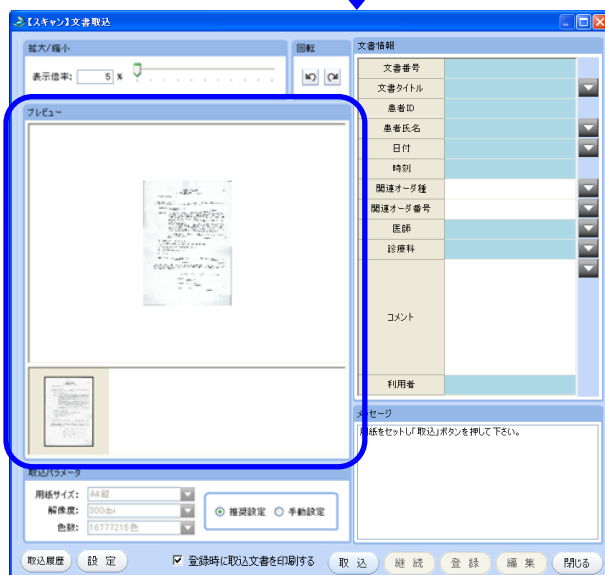 【スキャン】文書取込
拡大/縮小
表示倍率: 5 %
回転
プレビュー
取込パラメータ
用紙サイズ: A4縦
解像度: 300dpi
色数: 16777215色
推奨設定 手動設定
文書情報
文書番号
文書タイトル
患者ID
患者氏名
日付
時刻
関連オーダ種
関連オーダ番号
医師
診療科
コメント
利用者
メッセージ
用紙をセットし「取込」ボタンを押して下さい。
取込履歴 設 定 登録時に取込文書を印刷する 取 込 継 続 登 録 編 集 閉じる